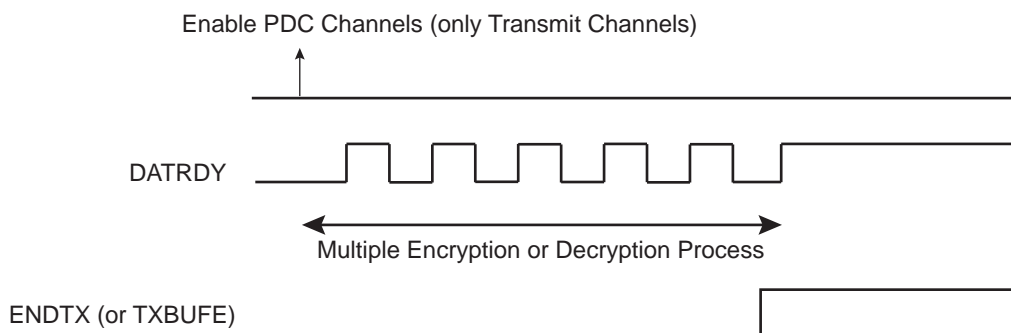 Enable PDC Channels (only Transmit Channels)
DATRDY
Multiple Encryption or Decryption Process
ENDTX (or TXBUFE)